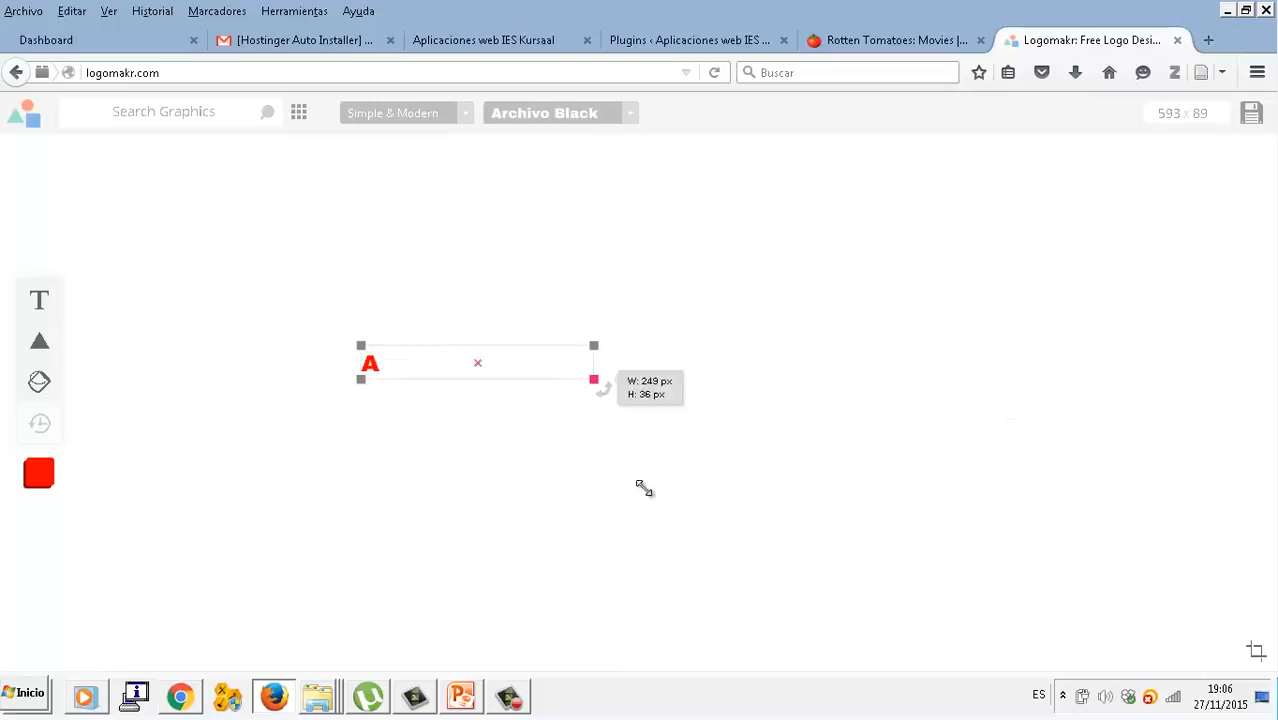 Archivo Editar Ver Historial Marcadores Herramientas Ayuda
Dashboard [Hostinger Auto Installer] ... Aplicaciones web IES Kursaal Plugins ‹ Aplicaciones web IES ... Rotten Tomatoes: Movies |... Logomakr: Free Logo Desi...
logomakr.com Buscar
Search Graphics Simple & Modern Archivo Black 593 x 89
T
A
W: 249 px
H: 36 px
Inicio ES 19:06
27/11/2015